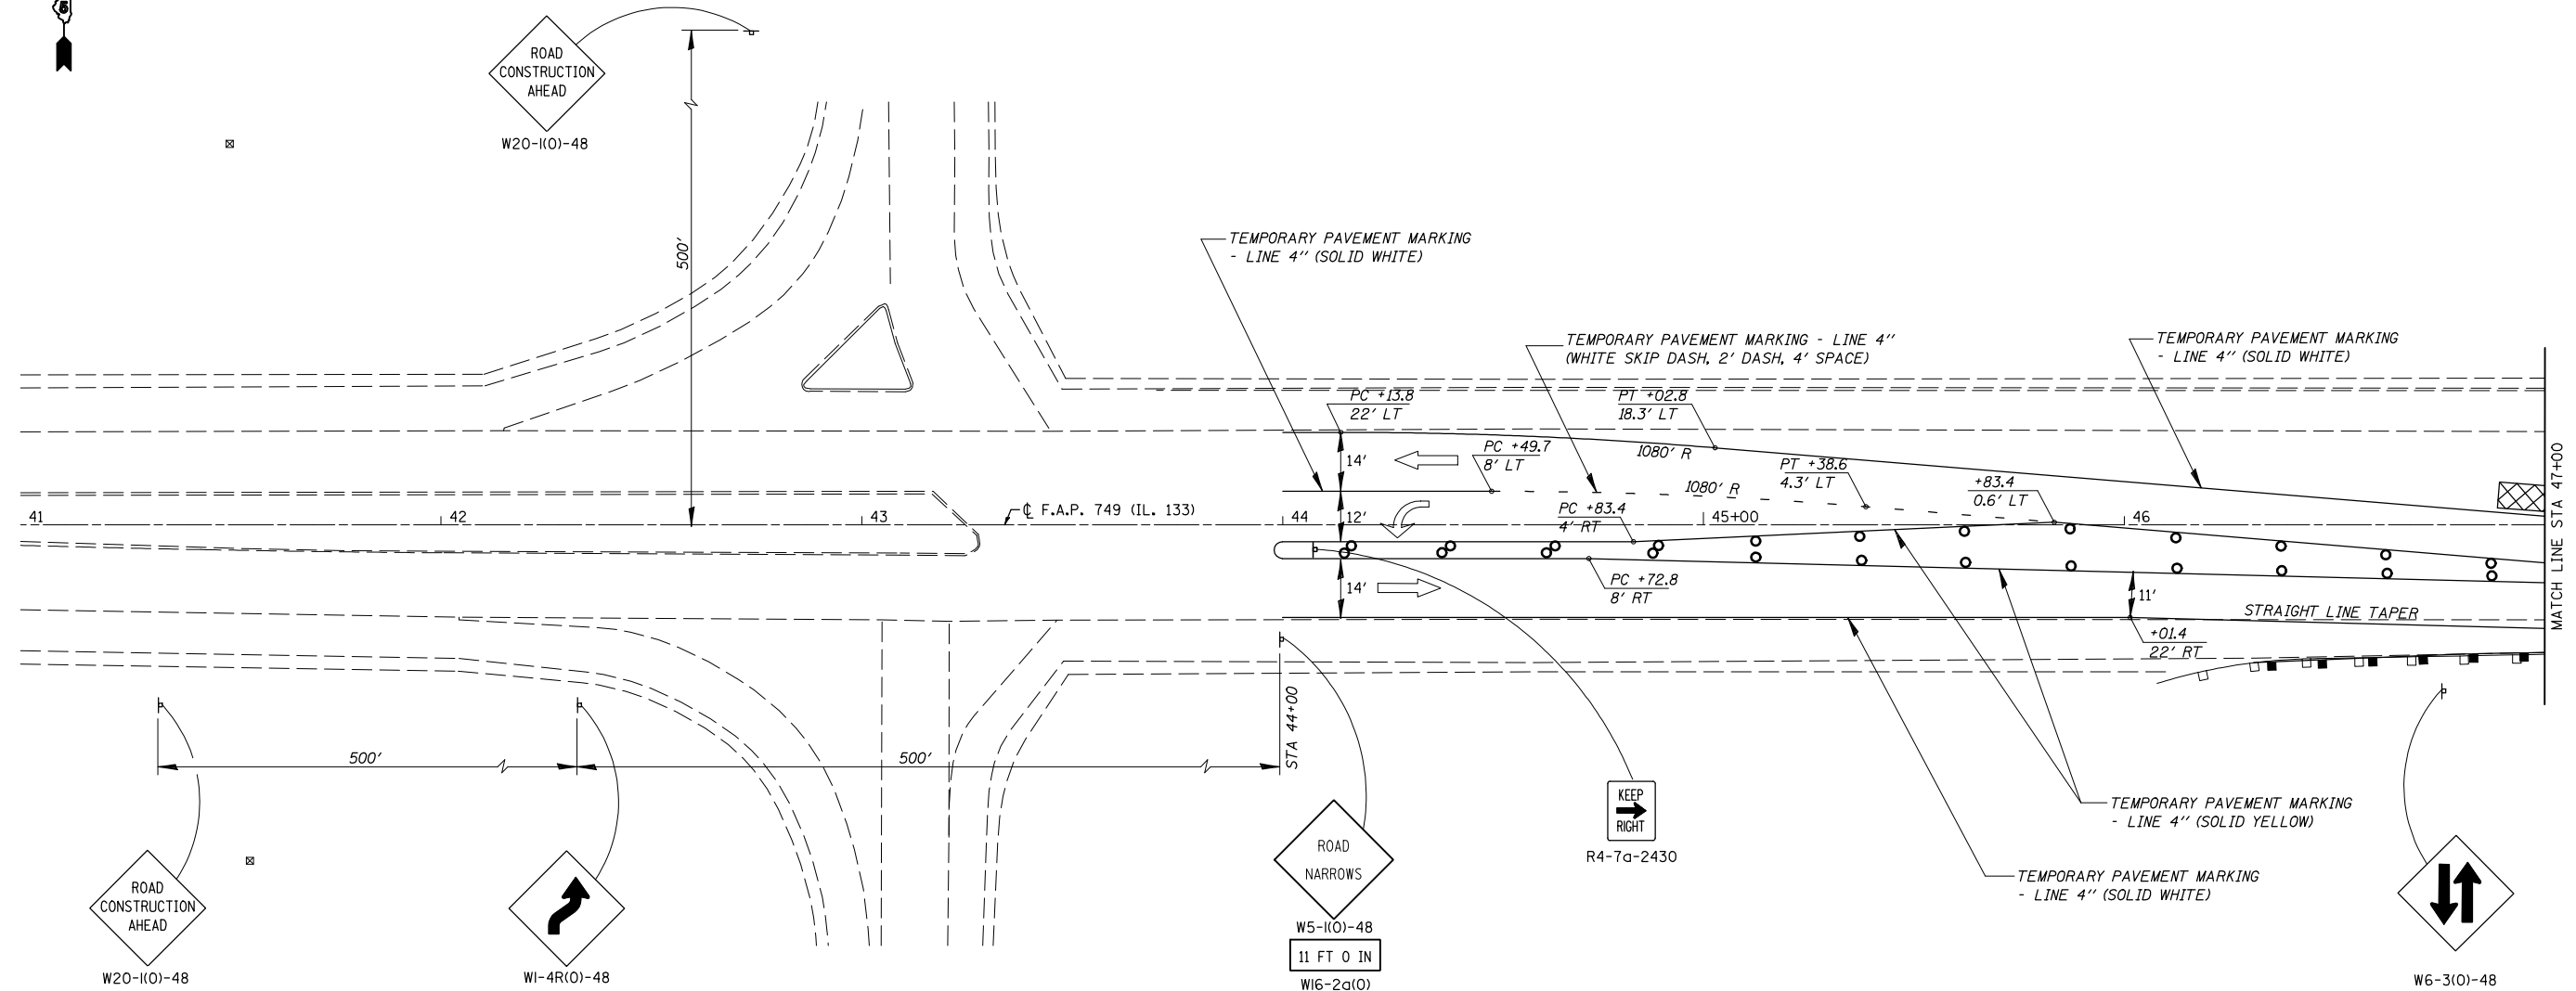 5
ROAD
CONSTRUCTION
AHEAD
W20-1(O)-48
500'
TEMPORARY PAVEMENT MARKING
- LINE 4" (SOLID WHITE)
TEMPORARY PAVEMENT MARKING - LINE 4"
(WHITE SKIP DASH, 2' DASH, 4' SPACE)
TEMPORARY PAVEMENT MARKING
- LINE 4" (SOLID WHITE)
PC +13.8
22' LT
PT +02.8
18.3' LT
PC +49.7
8' LT
1080' R
PT +38.6
4.3' LT
14'
1080' R
+83.4
0.6' LT
41
42
43
℄ F.A.P. 749 (IL. 133)
44
12'
PC +83.4
4' RT
45+00
46
MATCH LINE STA 47+00
14'
PC +72.8
8' RT
11'
STRAIGHT LINE TAPER
+01.4
22' RT
STA 44+00
500'
500'
KEEP
RIGHT
R4-7a-2430
TEMPORARY PAVEMENT MARKING
- LINE 4" (SOLID YELLOW)
TEMPORARY PAVEMENT MARKING
- LINE 4" (SOLID WHITE)
ROAD
CONSTRUCTION
AHEAD
W20-1(O)-48
W1-4R(O)-48
ROAD
NARROWS
W5-1(O)-48
11 FT 0 IN
W16-2a(O)
W6-3(O)-48